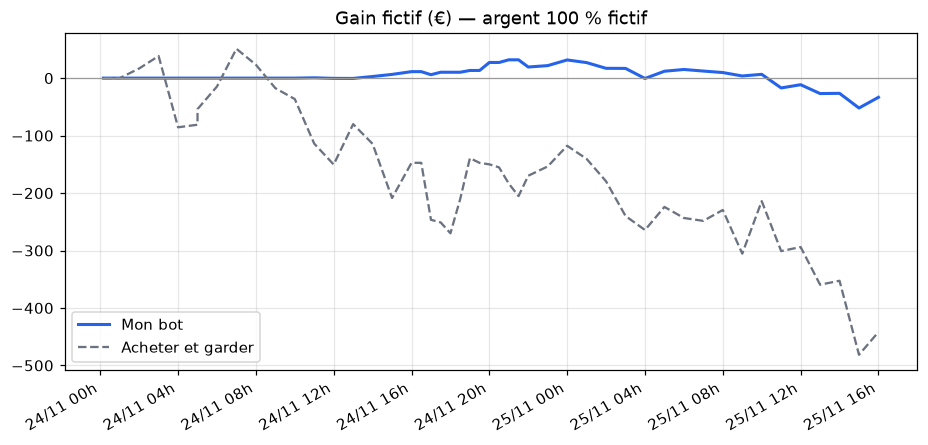 Gain fictif (€) — argent 100 % fictif
0
−100
−200
−300
−400
−500
Mon bot
Acheter et garder
24/11 00h
24/11 04h
24/11 08h
24/11 12h
24/11 16h
24/11 20h
25/11 00h
25/11 04h
25/11 08h
25/11 12h
25/11 16h